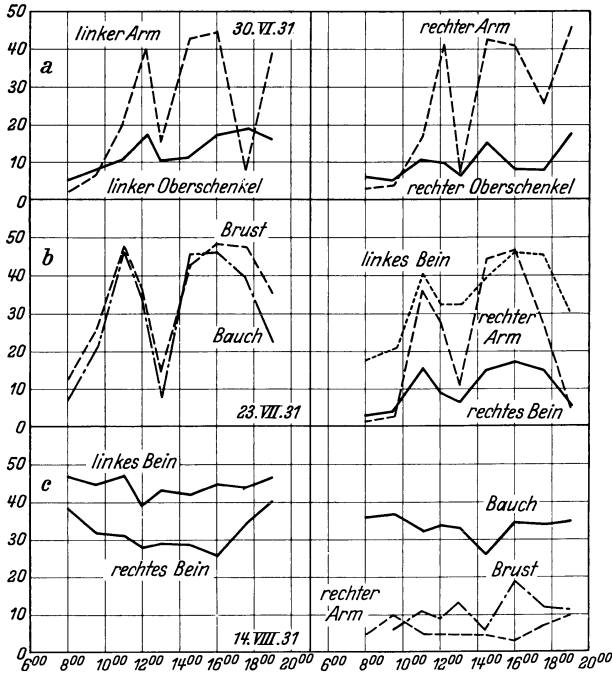 50
40
30
20
10
0
a
linker Arm
30.VI.31
rechter Arm
linker Oberschenkel
rechter Oberschenkel
50
40
30
20
10
0
b
Brust
Bauch
23.VII.31
linkes Bein
rechter
Arm
rechtes Bein
50
40
30
20
10
0
c
linkes Bein
rechtes Bein
14.VIII.31
Bauch
Brust
rechter
Arm
6⁰⁰ 8⁰⁰ 10⁰⁰ 12⁰⁰ 14⁰⁰ 16⁰⁰ 18⁰⁰ 20⁰⁰ 6⁰⁰ 8⁰⁰ 10⁰⁰ 12⁰⁰ 14⁰⁰ 16⁰⁰ 18⁰⁰ 20⁰⁰